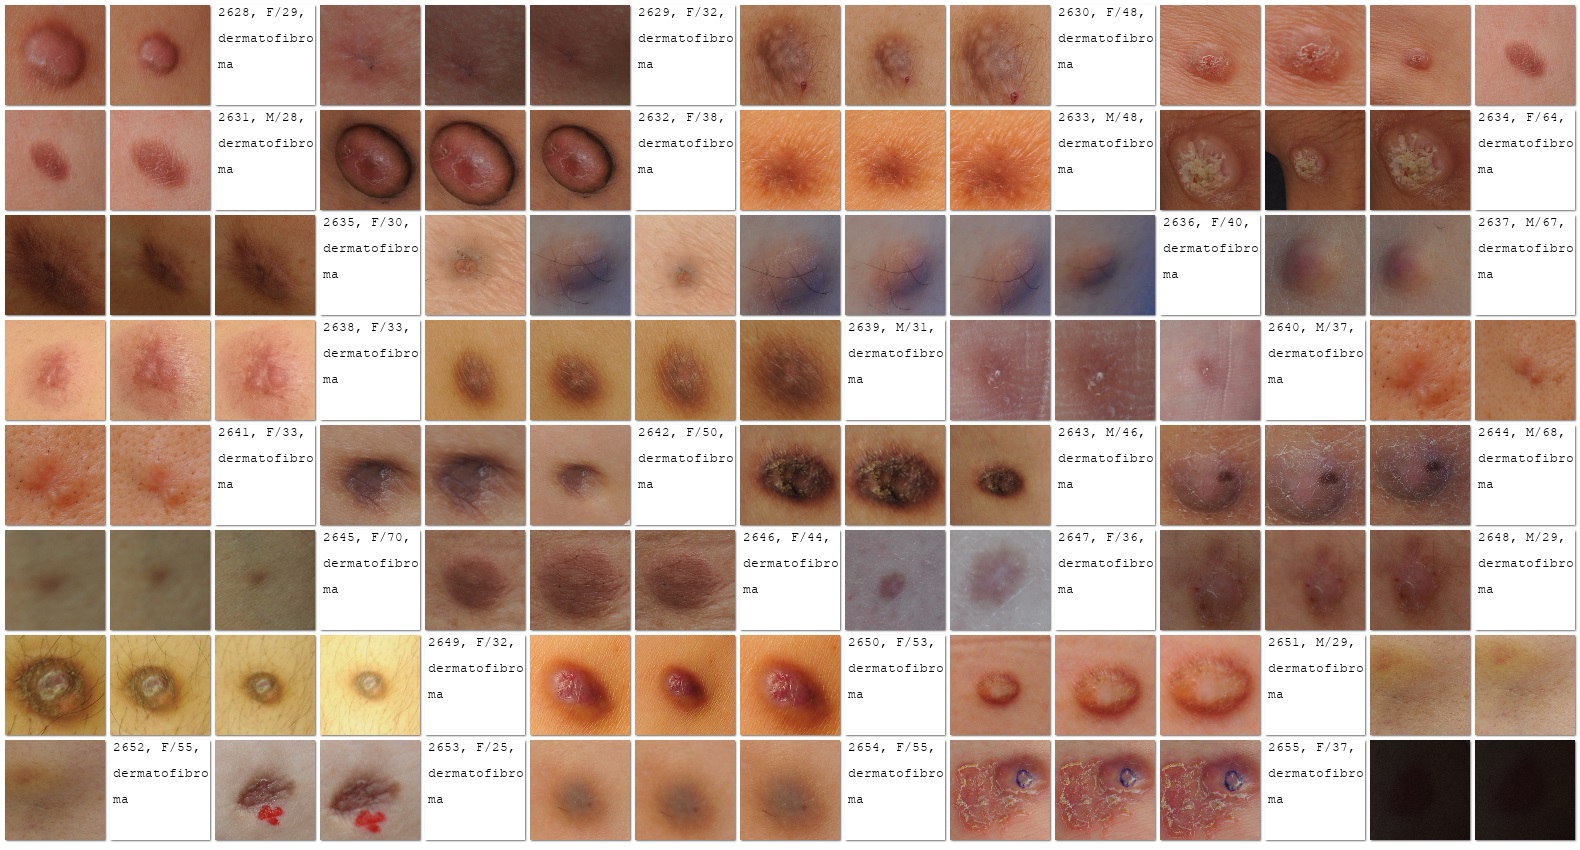 2628, F/29,
dermatofibro
ma
2629, F/32,
dermatofibro
ma
2630, F/48,
dermatofibro
ma
2631, M/28,
dermatofibro
ma
2632, F/38,
dermatofibro
ma
2633, M/48,
dermatofibro
ma
2634, F/64,
dermatofibro
ma
2635, F/30,
dermatofibro
ma
2636, F/40,
dermatofibro
ma
2637, M/67,
dermatofibro
ma
2638, F/33,
dermatofibro
ma
2639, M/31,
dermatofibro
ma
2640, M/37,
dermatofibro
ma
2641, F/33,
dermatofibro
ma
2642, F/50,
dermatofibro
ma
2643, M/46,
dermatofibro
ma
2644, M/68,
dermatofibro
ma
2645, F/70,
dermatofibro
ma
2646, F/44,
dermatofibro
ma
2647, F/36,
dermatofibro
ma
2648, M/29,
dermatofibro
ma
2649, F/32,
dermatofibro
ma
2650, F/53,
dermatofibro
ma
2651, M/29,
dermatofibro
ma
2652, F/55,
dermatofibro
ma
2653, F/25,
dermatofibro
ma
2654, F/55,
dermatofibro
ma
2655, F/37,
dermatofibro
ma